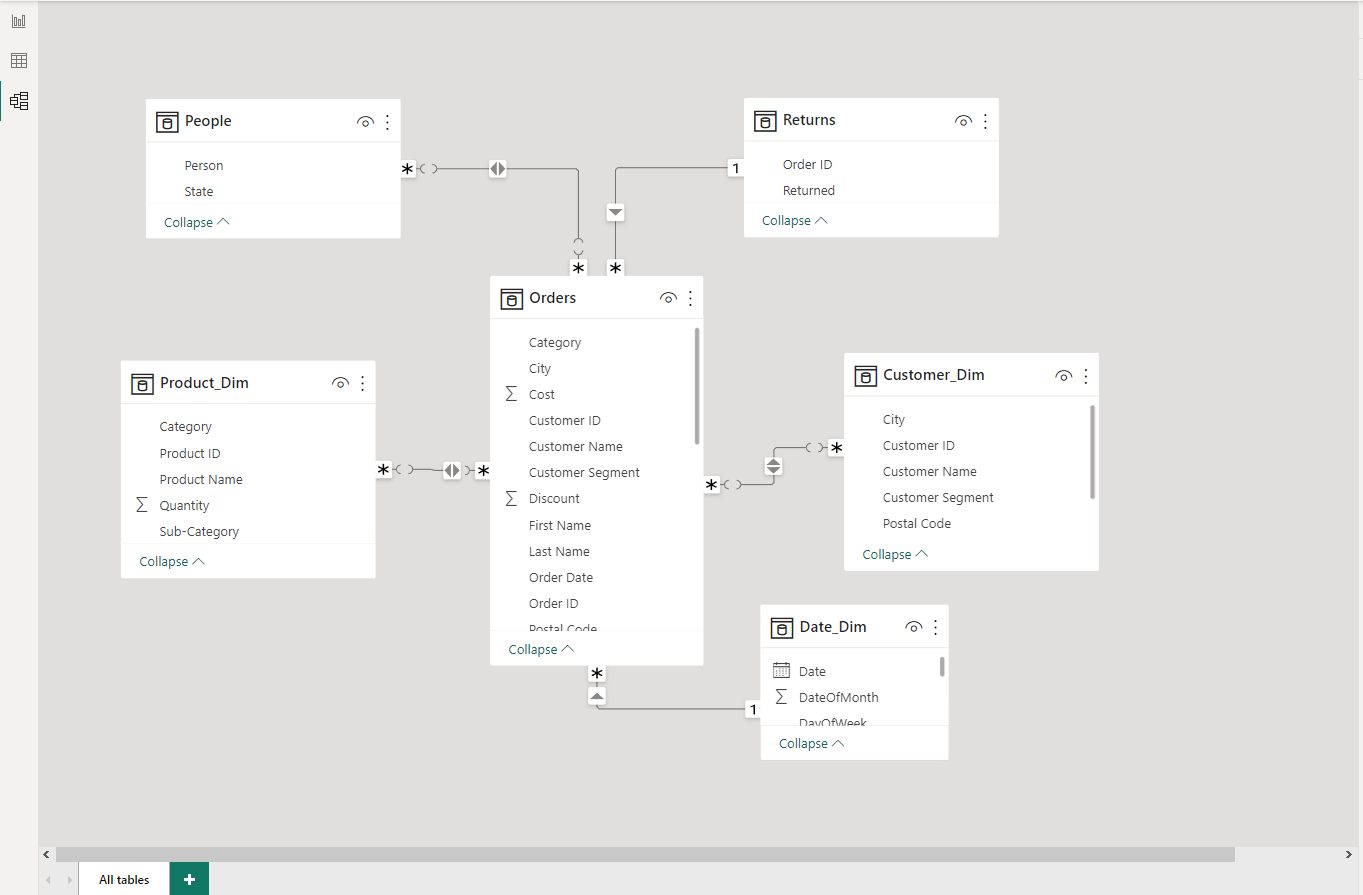 People
Person
State
Collapse
*
*
Returns
Order ID
Returned
Collapse
1
*
Orders
Category
City
Cost
Customer ID
Customer Name
Customer Segment
Discount
First Name
Last Name
Order Date
Order ID
Postal Code
Collapse
Product_Dim
Category
Product ID
Product Name
Quantity
Sub-Category
Collapse
*
*
Customer_Dim
City
Customer ID
Customer Name
Customer Segment
Postal Code
Collapse
*
*
Date_Dim
Date
DateOfMonth
DayOfWeek
Collapse
*
1
All tables